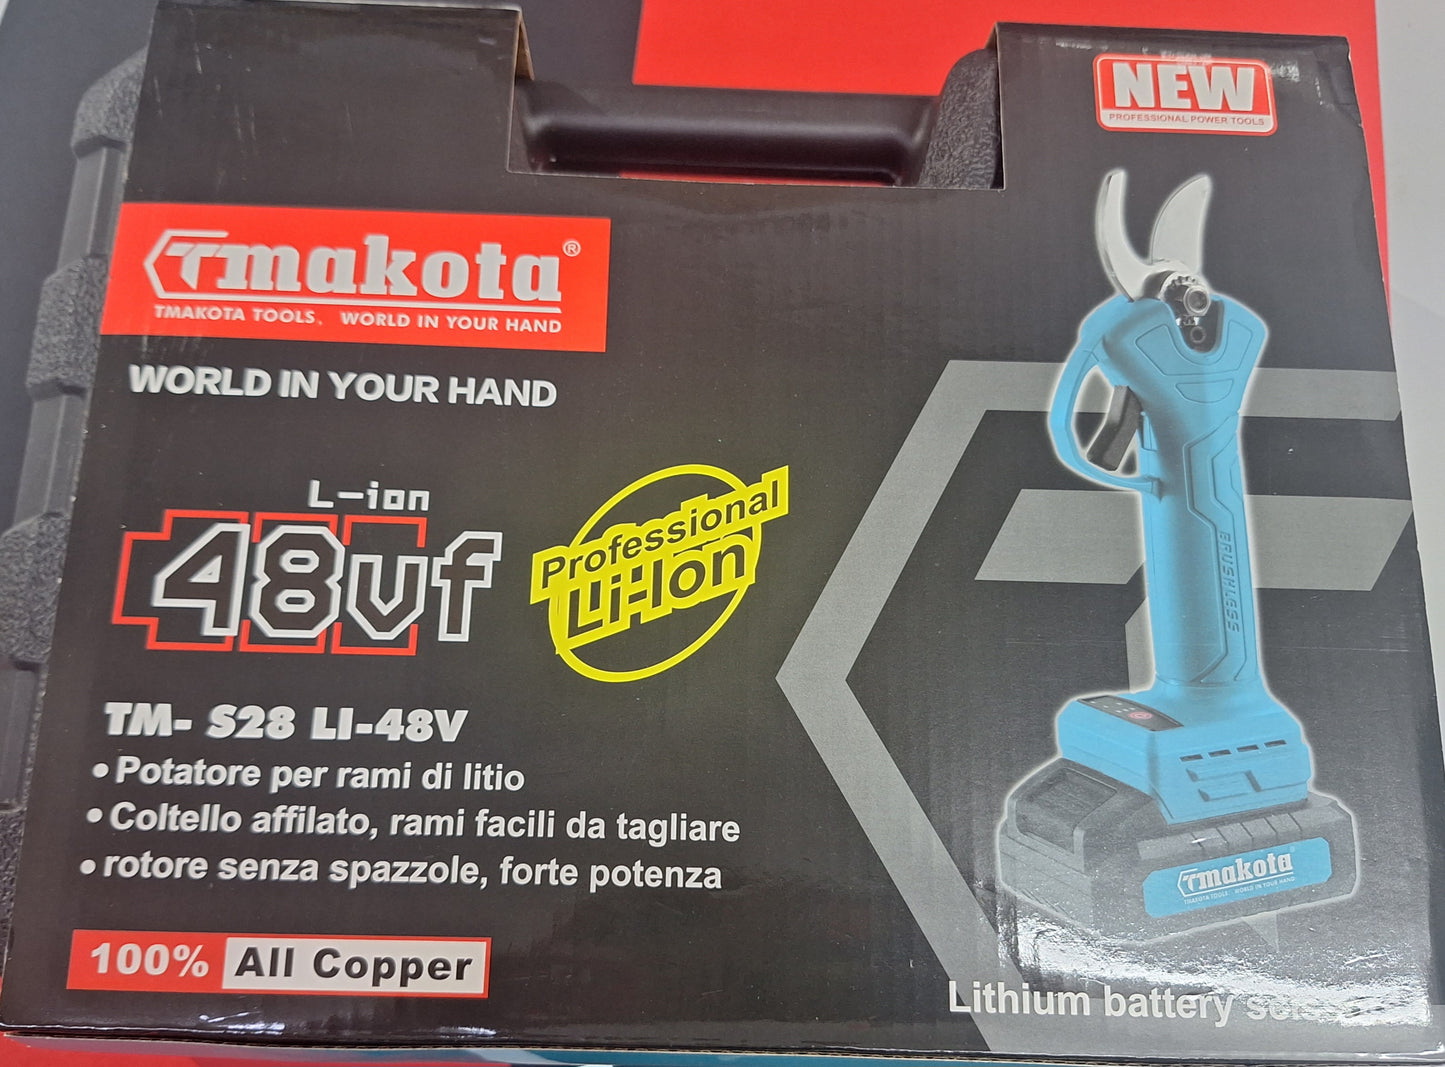 NEW
PROFESSIONAL POWER TOOLS
Tmakota®
TMAKOTA TOOLS、 WORLD IN YOUR HAND
WORLD IN YOUR HAND
L-ion
48vf
Professional
Li-Ion
BRUSHLESS
TM- S28 LI-48V
• Potatore per rami di litio
• Coltello affilato, rami facili da tagliare
• rotore senza spazzole, forte potenza
Tmakota
TMAKOTA TOOLS、 WORLD IN YOUR HAND
100% All Copper
Lithium battery